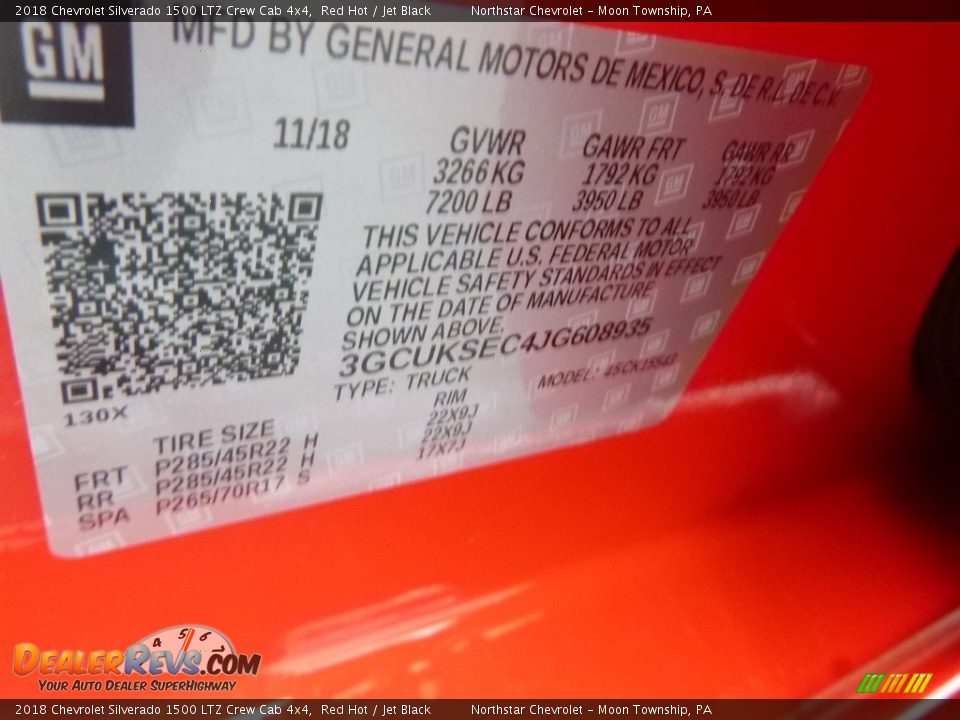 2018 Chevrolet Silverado 1500 LTZ Crew Cab 4x4, Red Hot / Jet Black Northstar Chevrolet - Moon Township, PA
GM
MFD BY GENERAL MOTORS DE MEXICO, S. DE R.L. DE C.V.
11/18 GVWR GAWR FRT GAWR RR
3266 KG 1792 KG 1792 KG
7200 LB 3950 LB 3950 LB
THIS VEHICLE CONFORMS TO ALL
APPLICABLE U.S. FEDERAL MOTOR
VEHICLE SAFETY STANDARDS IN EFFECT
ON THE DATE OF MANUFACTURE
SHOWN ABOVE.
3GCUKSEC4JG608935
TYPE: TRUCK MODEL: 4SCK15543
130X
TIRE SIZE RIM
FRT P285/45R22 H 22X9J
RR P285/45R22 H 22X9J
SPA P265/70R17 S 17X7J
4 5 6
DEALERREVS.COM
YOUR AUTO DEALER SUPERHIGHWAY
2018 Chevrolet Silverado 1500 LTZ Crew Cab 4x4, Red Hot / Jet Black Northstar Chevrolet - Moon Township, PA